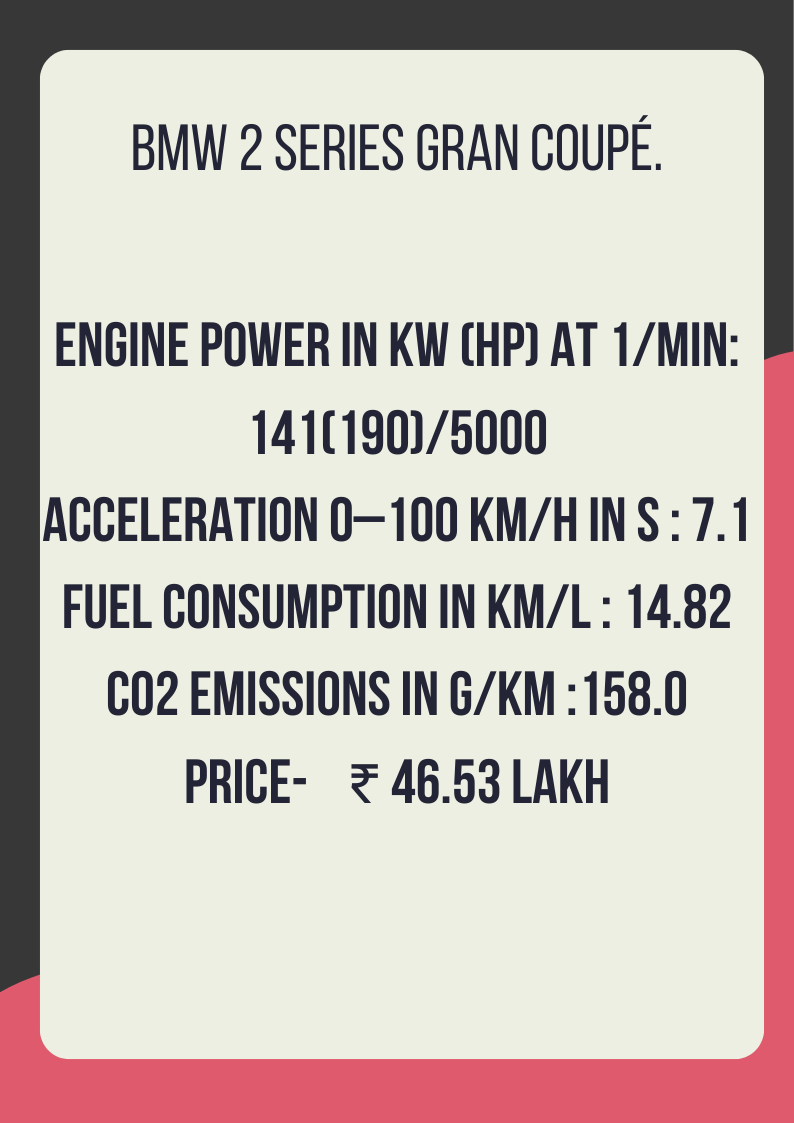 BMW 2 SERIES GRAN COUPÉ.
ENGINE POWER IN KW (HP) AT 1/MIN:
141(190)/5000
ACCELERATION 0–100 KM/H IN S : 7.1
FUEL CONSUMPTION IN KM/L : 14.82
CO2 EMISSIONS IN G/KM :158.0
PRICE- ₹ 46.53 LAKH